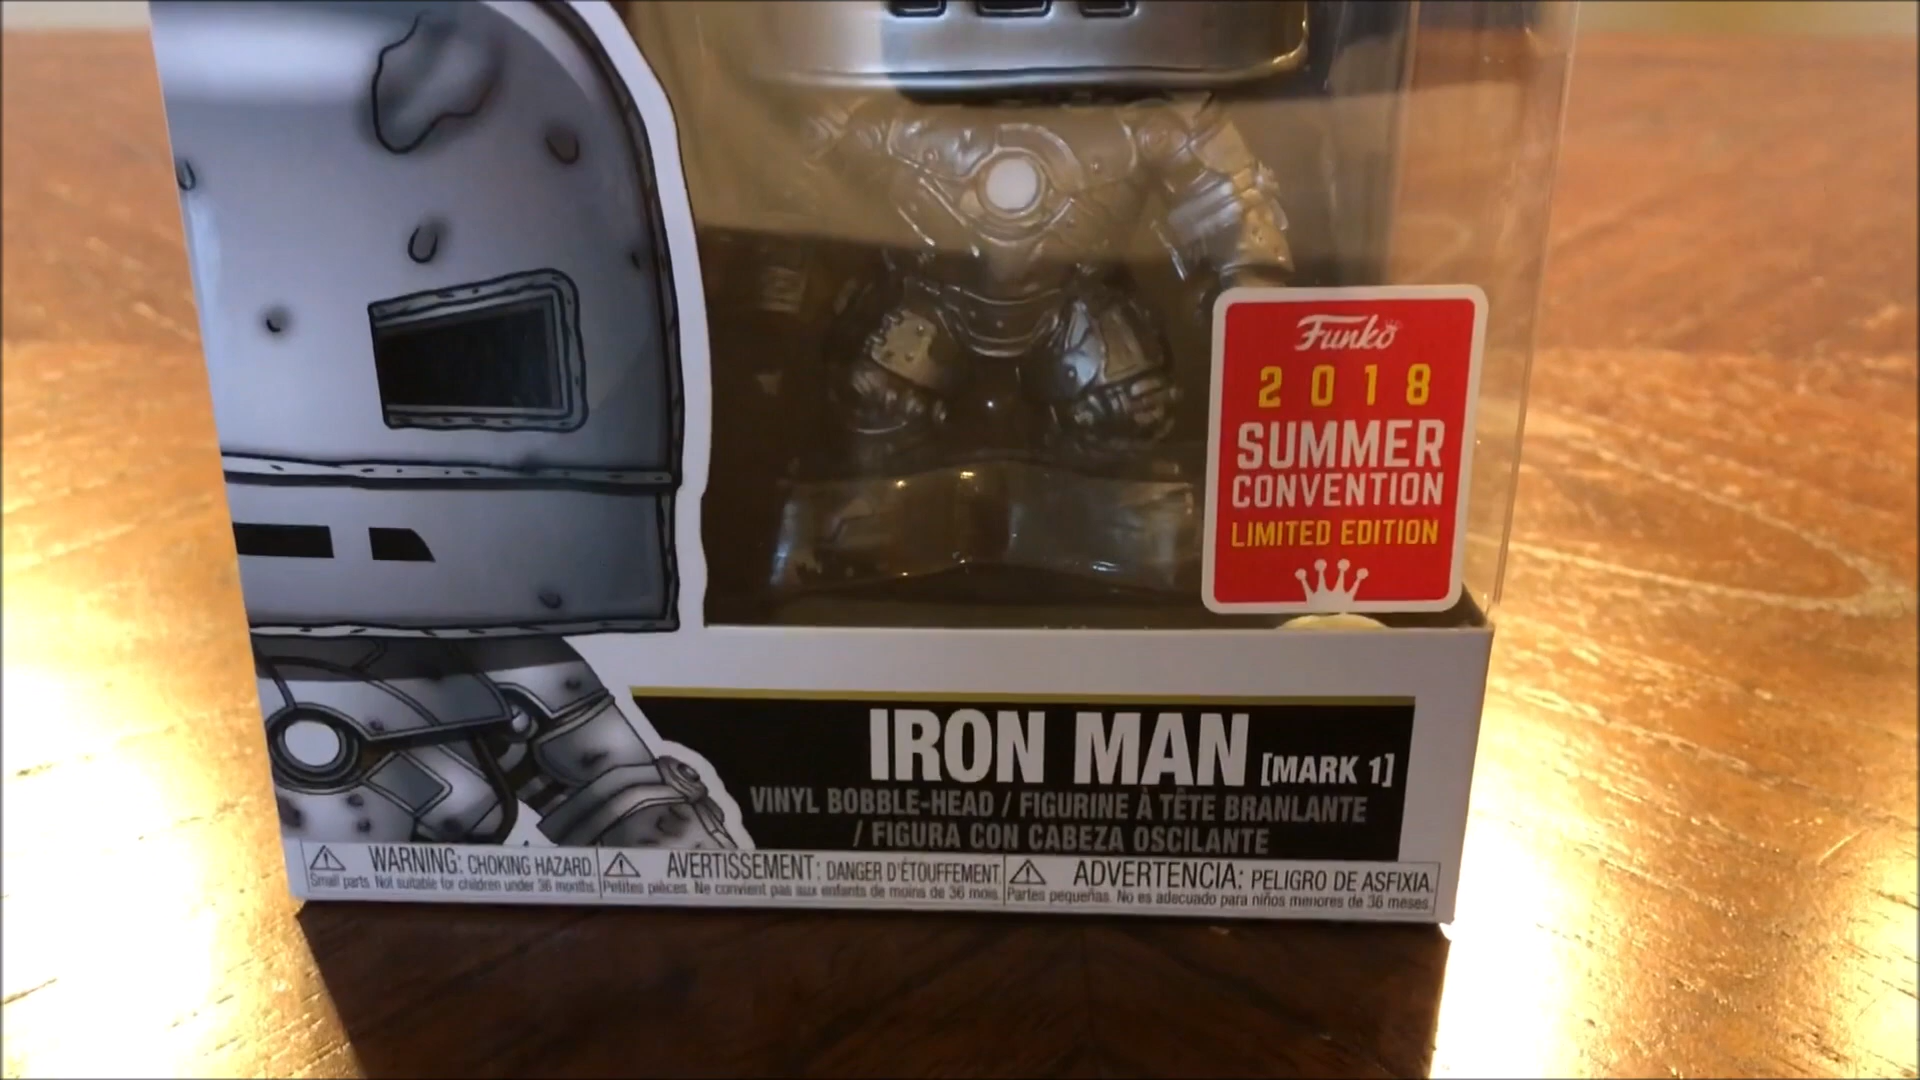 Funko
2018
SUMMER
CONVENTION
LIMITED EDITION
IRON MAN [MARK 1]
VINYL BOBBLE-HEAD / FIGURINE À TÊTE BRANLANTE
/ FIGURA CON CABEZA OSCILANTE
WARNING: CHOKING HAZARD.
Small parts. Not suitable for children under 36 months.
AVERTISSEMENT: DANGER D'ÉTOUFFEMENT.
Petites pièces. Ne convient pas aux enfants de moins de 36 mois.
ADVERTENCIA: PELIGRO DE ASFIXIA.
Partes pequeñas. No es adecuado para niños menores de 36 meses.